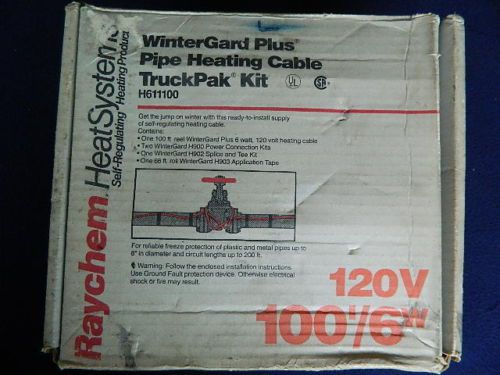 WinterGard Plus®
Pipe Heating Cable
TruckPak® Kit
H611100
UL
SA
Get the jump on winter with this ready-to-install supply
of self-regulating heating cable.
Contains:
• One 100 ft. reel WinterGard Plus 6 watt, 120 volt heating cable
• Two WinterGard H900 Power Connection Kits
• One WinterGard H902 Splice and Tee Kit
• One 66 ft. roll WinterGard H903 Application Tape
For reliable freeze protection of plastic and metal pipes up to
6" in diameter and circuit lengths up to 200 ft.
Warning: Follow the enclosed installation instructions.
Use Ground Fault protection device. Otherwise electrical
shock or fire may result.
120V
100'/6W
Raychem
HeatSystems
Self-Regulating Heating Product